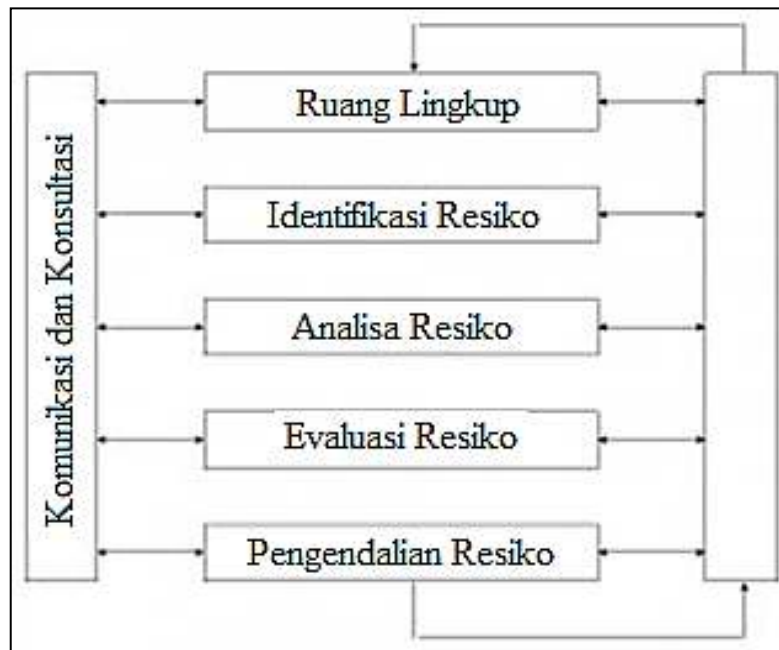 Komunikasi dan Konsultasi
Ruang Lingkup
Identifikasi Resiko
Analisa Resiko
Evaluasi Resiko
Pengendalian Resiko